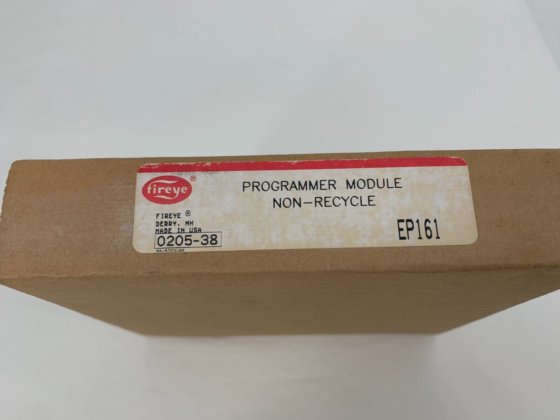 fireye®
PROGRAMMER MODULE
NON-RECYCLE
FIREYE ®
DERRY, NH
MADE IN USA
0205-38
EP161